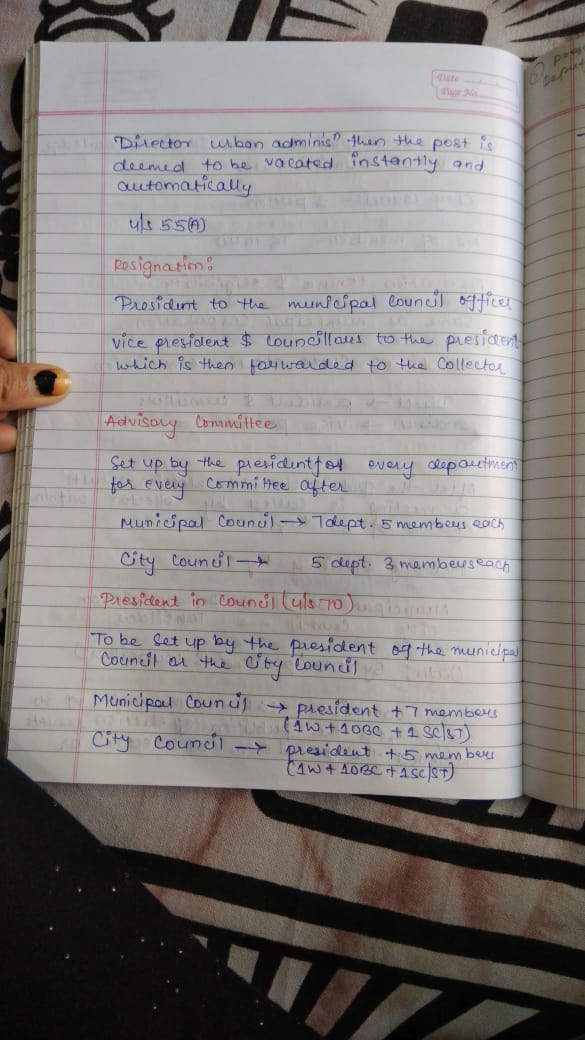 Date
Page No.
Director urban adminisⁿ then the post is
deemed to be vacated instantly and
automatically
u/s 55(A)
Resignation:
President to the municipal council officer
vice president $ councillors to the president
which is then forwarded to the Collector
Advisory Committee
Set up by the president for every department
for every committee after
Municipal Council → 7 dept. 5 members each
City Council → 5 dept. 3 members each
President in Council (u/s 70)
To be set up by the president of the municipal
Council or the City Council
Municipal Council → president + 7 members
(1W + 1OBC + 1 SC/ST)
City Council → president + 5 members
(1W + 1OBC + 1SC/ST)